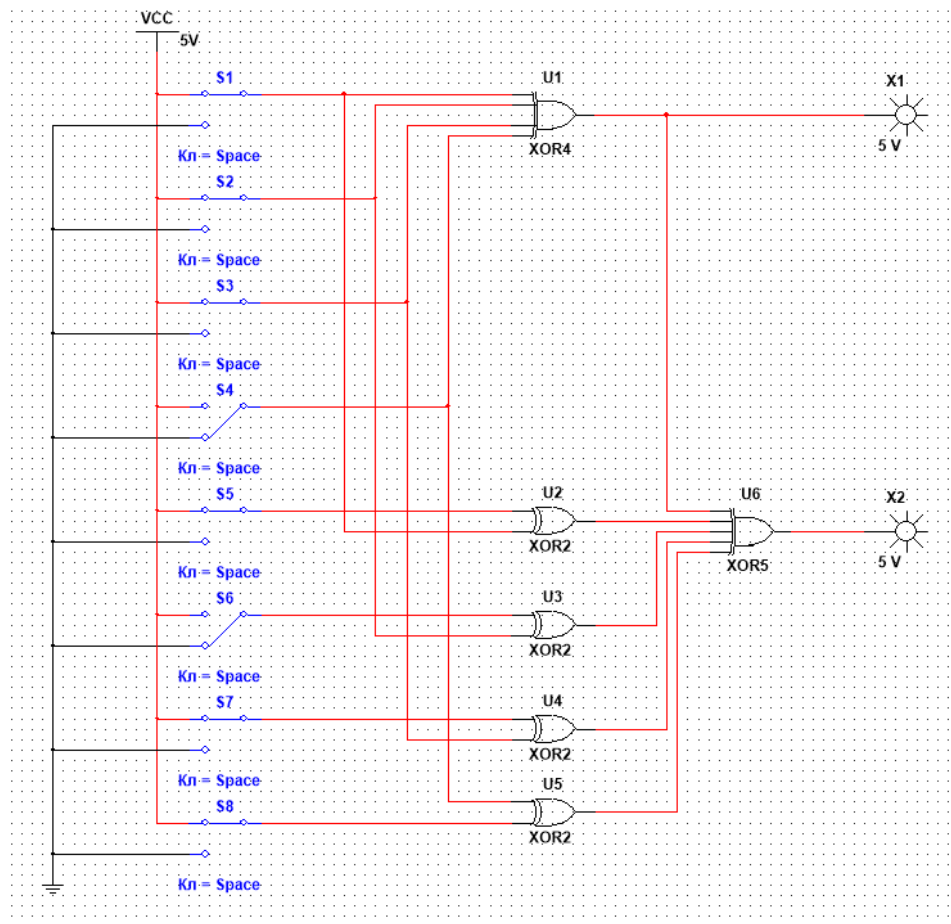 VCC
5V
S1
U1
X1
Кл = Space
XOR4
5 V
S2
Кл = Space
S3
Кл = Space
S4
Кл = Space
S5
U2
U6
X2
XOR2
5 V
Кл = Space
XOR5
S6
U3
XOR2
Кл = Space
S7
U4
XOR2
Кл = Space
U5
S8
XOR2
Кл = Space